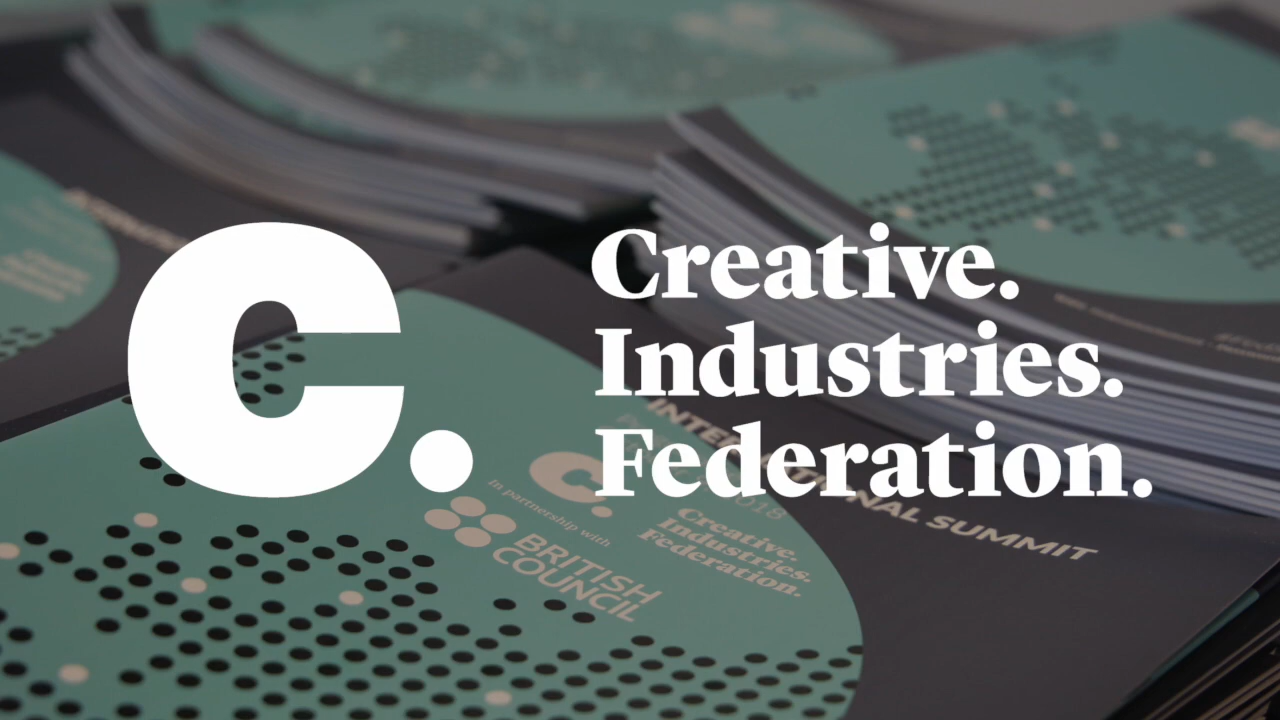 C.
Creative.
Industries.
Federation.
INTERNATIONAL SUMMIT
2018
C.
In partnership with
Creative.
Industries.
Federation.
BRITISH
COUNCIL